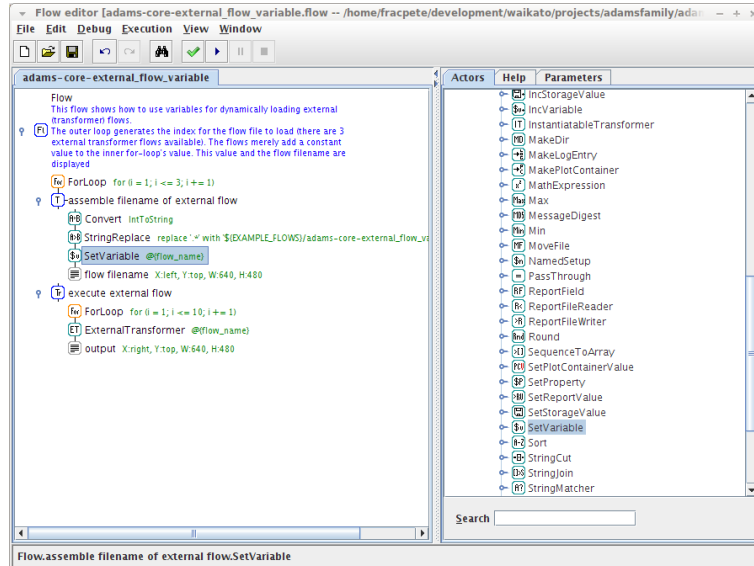 Flow editor [adams-core-external_flow_variable.flow -- /home/fracpete/development/waikato/projects/adamsfamily/adam
File Edit Debug Execution View Window
adams-core-external_flow_variable
Flow
This flow shows how to use variables for dynamically loading external
(transformer) flows.
The outer loop generates the index for the flow file to load (there are 3
external transformer flows available). The flows merely add a constant
value to the inner for-loop's value. This value and the flow filename are
displayed
ForLoop for (i = 1; i <= 3; i += 1)
assemble filename of external flow
Convert IntToString
StringReplace replace '.*' with '${EXAMPLE_FLOWS}/adams-core-external_flow_va
SetVariable @{flow_name}
flow filename X:left, Y:top, W:640, H:480
execute external flow
ForLoop for (i = 1; i <= 10; i += 1)
ExternalTransformer @{flow_name}
output X:right, Y:top, W:640, H:480
Actors Help Parameters
IncStorageValue
IncVariable
InstantiatableTransformer
MakeDir
MakeLogEntry
MakePlotContainer
MathExpression
Max
MessageDigest
Min
MoveFile
NamedSetup
PassThrough
ReportField
ReportFileReader
ReportFileWriter
Round
SequenceToArray
SetPlotContainerValue
SetProperty
SetReportValue
SetStorageValue
SetVariable
Sort
StringCut
StringJoin
StringMatcher
Search
Flow.assemble filename of external flow.SetVariable